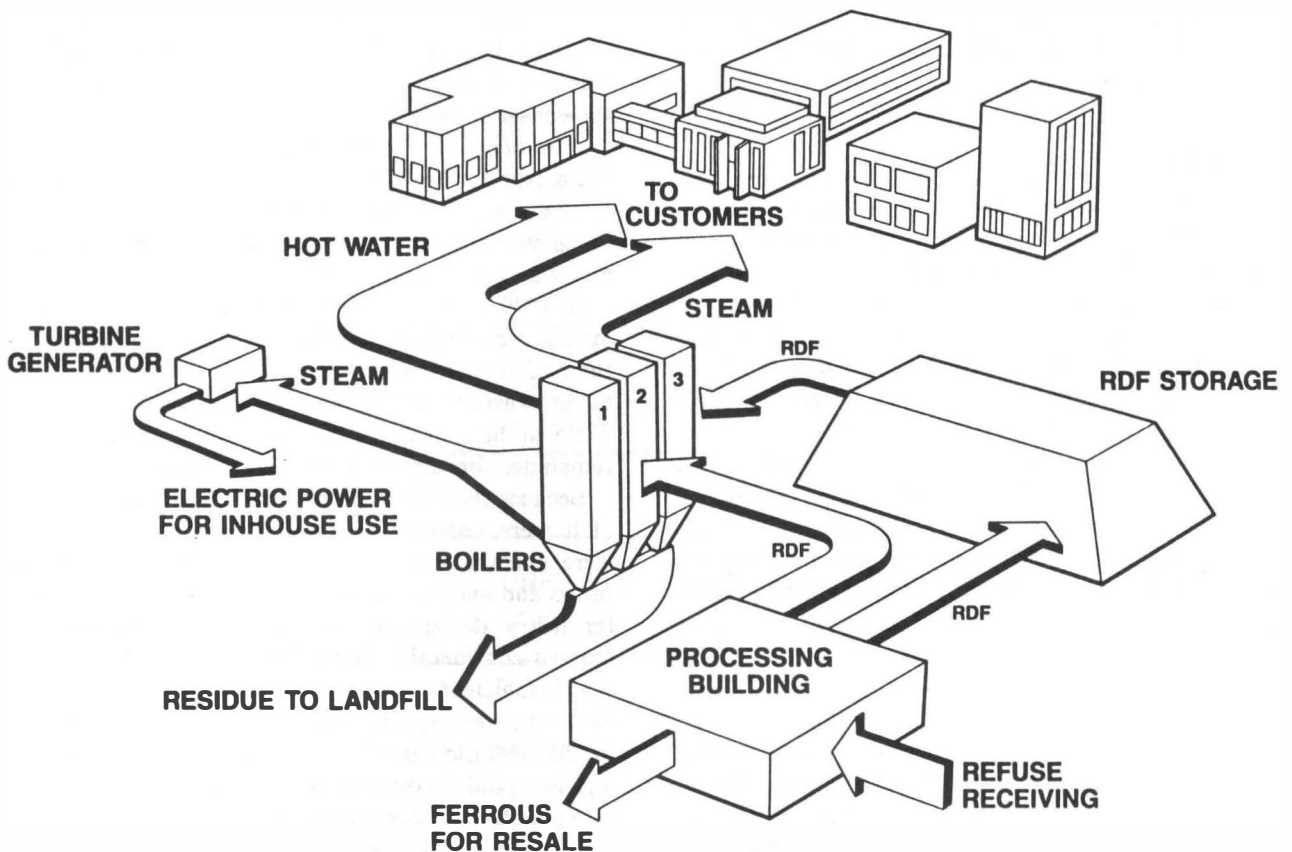 TO
CUSTOMERS
HOT WATER
STEAM
TURBINE
GENERATOR
STEAM
1
2
3
RDF
RDF STORAGE
ELECTRIC POWER
FOR INHOUSE USE
BOILERS
RDF
RDF
PROCESSING
BUILDING
RESIDUE TO LANDFILL
REFUSE
RECEIVING
FERROUS
FOR RESALE